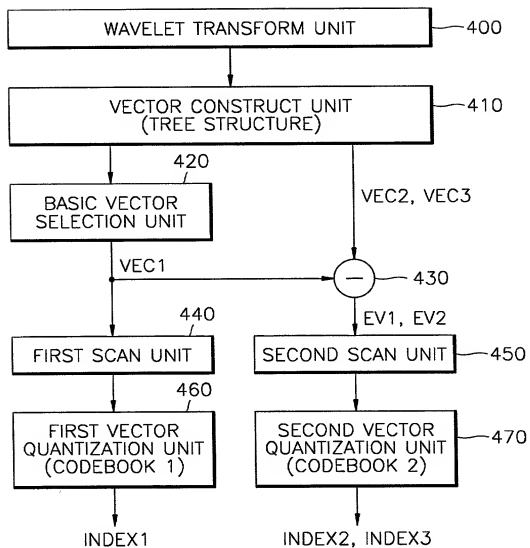 WAVELET TRANSFORM UNIT
400
VECTOR CONSTRUCT UNIT
(TREE STRUCTURE)
410
420
BASIC VECTOR
SELECTION UNIT
VEC2, VEC3
VEC1
430
440
EV1, EV2
FIRST SCAN UNIT
SECOND SCAN UNIT
450
460
FIRST VECTOR
QUANTIZATION UNIT
(CODEBOOK 1)
SECOND VECTOR
QUANTIZATION UNIT
(CODEBOOK 2)
470
INDEX1
INDEX2, INDEX3